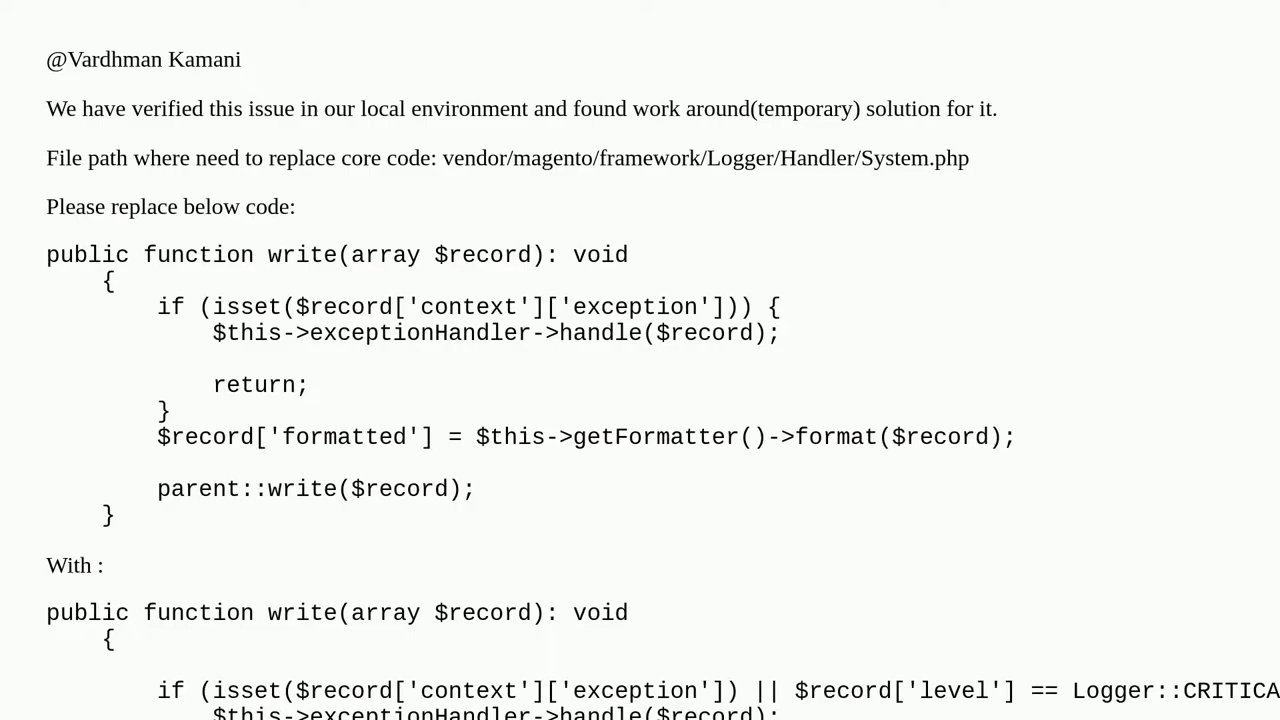 @Vardhman Kamani
We have verified this issue in our local environment and found work around(temporary) solution for it.
File path where need to replace core code: vendor/magento/framework/Logger/Handler/System.php
Please replace below code:
public function write(array $record): void
    {
        if (isset($record['context']['exception'])) {
            $this->exceptionHandler->handle($record);
            return;
        }
        $record['formatted'] = $this->getFormatter()->format($record);
        parent::write($record);
    }
With :
public function write(array $record): void
    {
        if (isset($record['context']['exception']) || $record['level'] == Logger::CRITICA
            $this->exceptionHandler->handle($record);